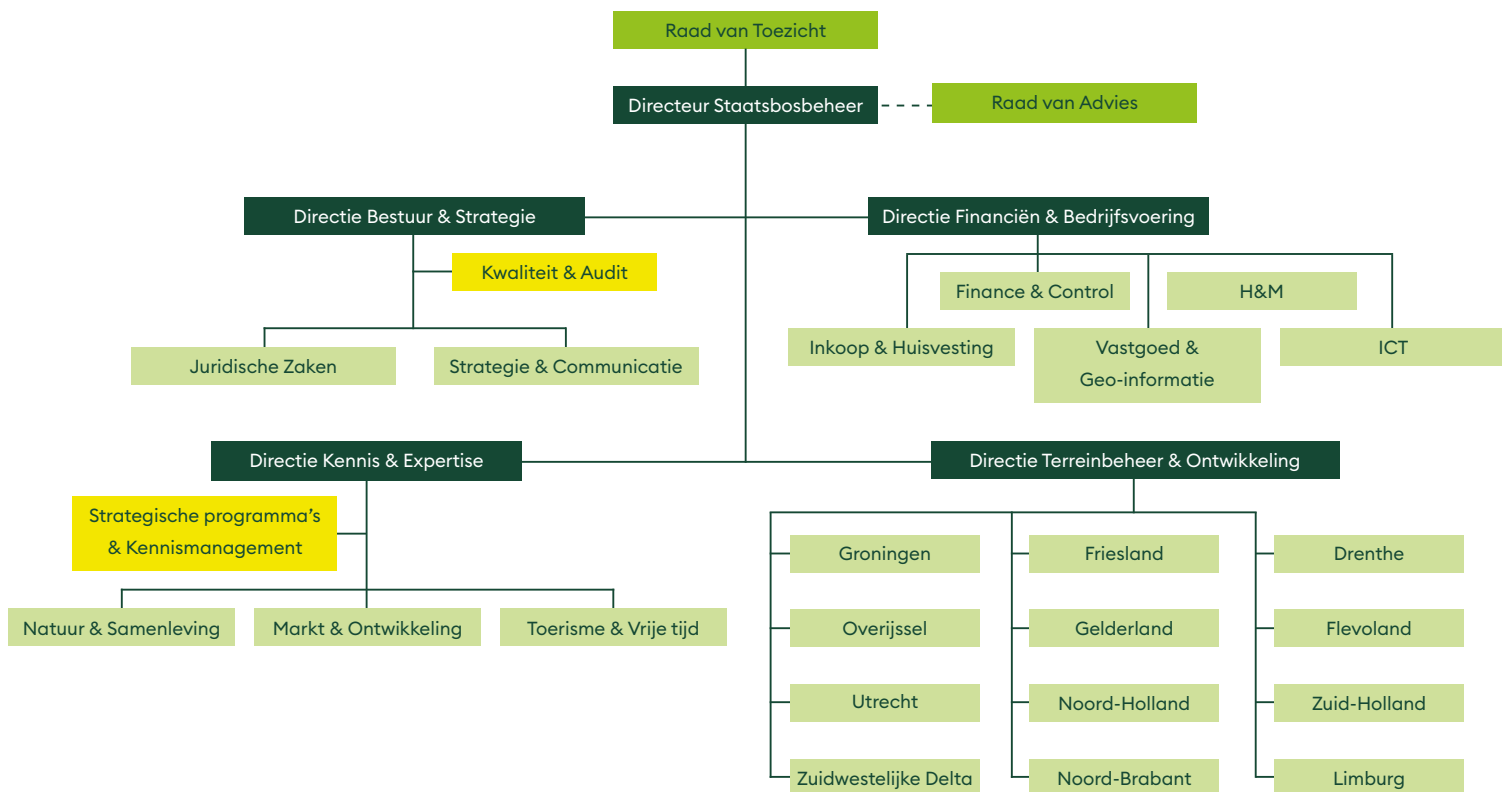 Raad van Toezicht
Directeur Staatsbosbeheer
Raad van Advies
Directie Bestuur & Strategie
Directie Financiën & Bedrijfsvoering
Kwaliteit & Audit
Finance & Control
H&M
Juridische Zaken
Strategie & Communicatie
Inkoop & Huisvesting
Vastgoed &
Geo-informatie
ICT
Directie Kennis & Expertise
Directie Terreinbeheer & Ontwikkeling
Strategische programma’s
& Kennismanagement
Natuur & Samenleving
Markt & Ontwikkeling
Toerisme & Vrije tijd
Groningen
Friesland
Drenthe
Overijssel
Gelderland
Flevoland
Utrecht
Noord-Holland
Zuid-Holland
Zuidwestelijke Delta
Noord-Brabant
Limburg